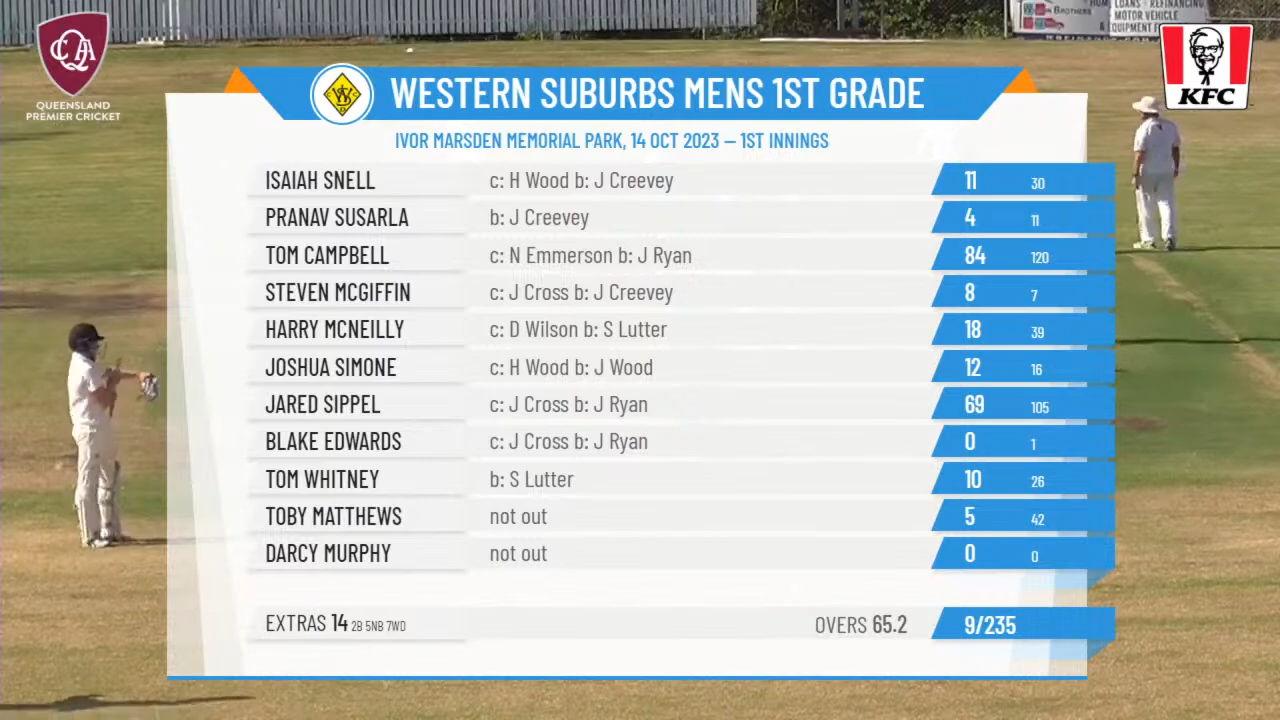 LOANS - REFINANCING
MOTOR VEHICLE
QUEENSLAND
PREMIER CRICKET
KFC
WESTERN SUBURBS MENS 1ST GRADE
IVOR MARSDEN MEMORIAL PARK, 14 OCT 2023 – 1ST INNINGS
ISAIAH SNELL c: H Wood b: J Creevey 11 30
PRANAV SUSARLA b: J Creevey 4 11
TOM CAMPBELL c: N Emmerson b: J Ryan 84 120
STEVEN MCGIFFIN c: J Cross b: J Creevey 8 7
HARRY MCNEILLY c: D Wilson b: S Lutter 18 39
JOSHUA SIMONE c: H Wood b: J Wood 12 16
JARED SIPPEL c: J Cross b: J Ryan 69 105
BLAKE EDWARDS c: J Cross b: J Ryan 0 1
TOM WHITNEY b: S Lutter 10 26
TOBY MATTHEWS not out 5 42
DARCY MURPHY not out 0 0
EXTRAS 14 2B 5NB 7WD OVERS 65.2 9/235